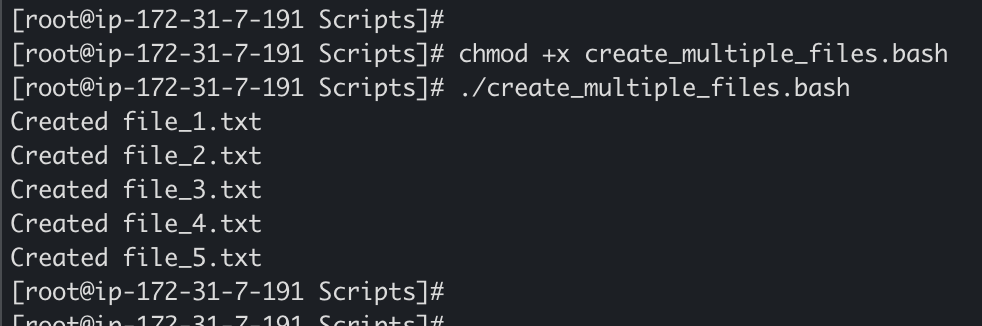 [root@ip-172-31-7-191 Scripts]#
[root@ip-172-31-7-191 Scripts]# chmod +x create_multiple_files.bash
[root@ip-172-31-7-191 Scripts]# ./create_multiple_files.bash
Created file_1.txt
Created file_2.txt
Created file_3.txt
Created file_4.txt
Created file_5.txt
[root@ip-172-31-7-191 Scripts]#
[root@ip-172-31-7-191 Scripts]#